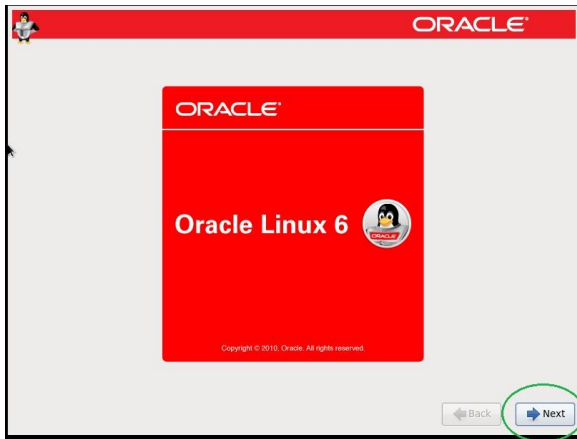 ORACLE®
ORACLE®
Oracle Linux 6
ORACLE
Copyright © 2010, Oracle. All rights reserved.
Back
Next